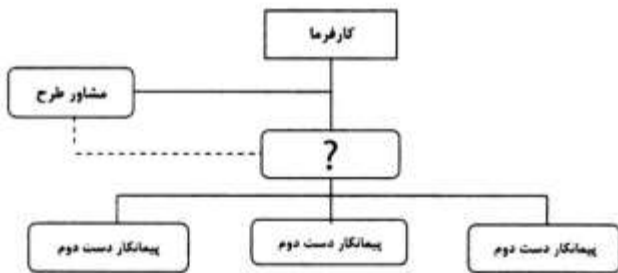 کارفرما
مشاور طرح
?
پیمانکار دست دوم
پیمانکار دست دوم
پیمانکار دست دوم